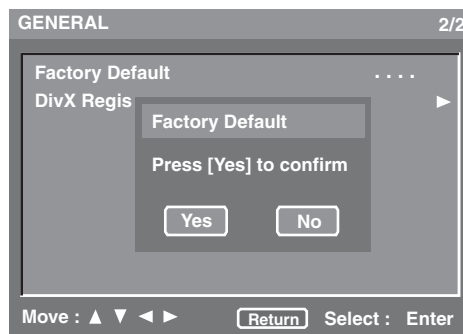 GENERAL 2/2
Factory Default . . . .
DivX Regis ►
Factory Default
Press [Yes] to confirm
Yes No
Move : ▲ ▼ ◄ ► Return Select : Enter